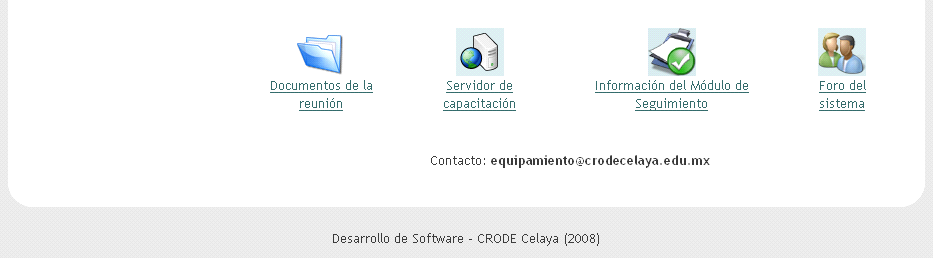 Documentos de la
reunión
Servidor de
capacitación
Información del Módulo de
Seguimiento
Foro del
sistema
Contacto: equipamiento@crodecelaya.edu.mx
Desarrollo de Software - CRODE Celaya (2008)